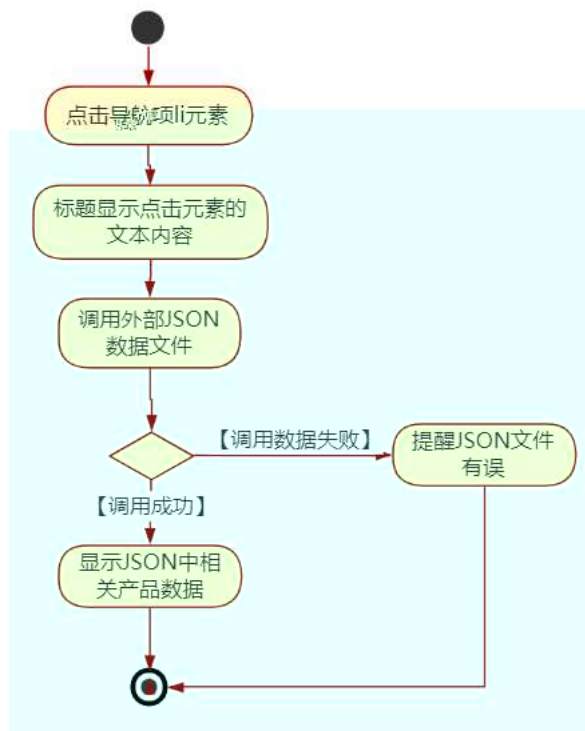 点击导航项li元素
标题显示点击元素的
文本内容
调用外部JSON
数据文件
【调用数据失败】
提醒JSON文件
有误
【调用成功】
显示JSON中相
关产品数据